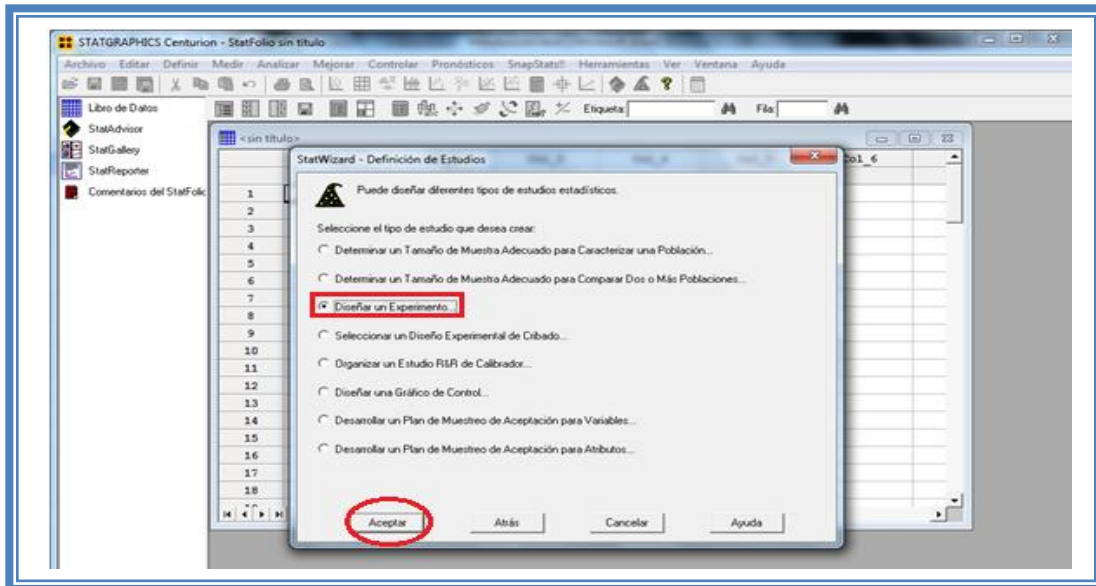 STATGRAPHICS Centurion - StatFolio sin título
Archivo Editar Definir Medir Analizar Mejorar Controlar Pronósticos SnapStats!! Herramientas Ver Ventana Ayuda
Etiqueta: Fila:
Libro de Datos
StatAdvisor
StatGallery
StatReporter
Comentarios del StatFolio
<sin título>
Col_6
1
2
3
4
5
6
7
8
9
10
11
12
13
14
15
16
17
18
StatWizard - Definición de Estudios
Puede diseñar diferentes tipos de estudios estadísticos.
Seleccione el tipo de estudio que desea crear:
Determinar un Tamaño de Muestra Adecuado para Caracterizar una Población...
Determinar un Tamaño de Muestra Adecuado para Comparar Dos o Más Poblaciones...
Diseñar un Experimento...
Seleccionar un Diseño Experimental de Cribado...
Organizar un Estudio R&R de Calibrador...
Diseñar una Gráfico de Control...
Desarrollar un Plan de Muestreo de Aceptación para Variables...
Desarrollar un Plan de Muestreo de Aceptación para Atributos...
Aceptar Atrás Cancelar Ayuda